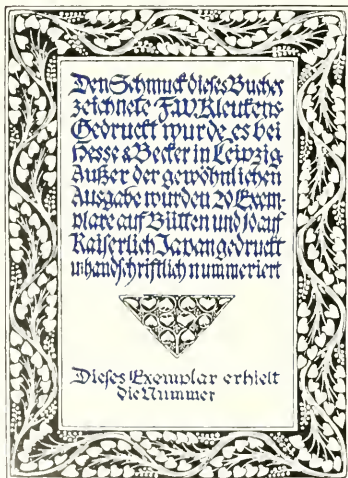 Den Schmuck dieses Buches
zeichnete F.W. Kleukens
Gedruckt wurde es bei
Hesse & Becker in Leipzig
Außer der gewöhnlichen
Ausgabe wurden 20 Exem-
plare auf Bütten und 10 auf
Kaiserlich Japan gedruckt
u. handschriftlich nummeriert
Dieses Exemplar erhielt
die Nummer